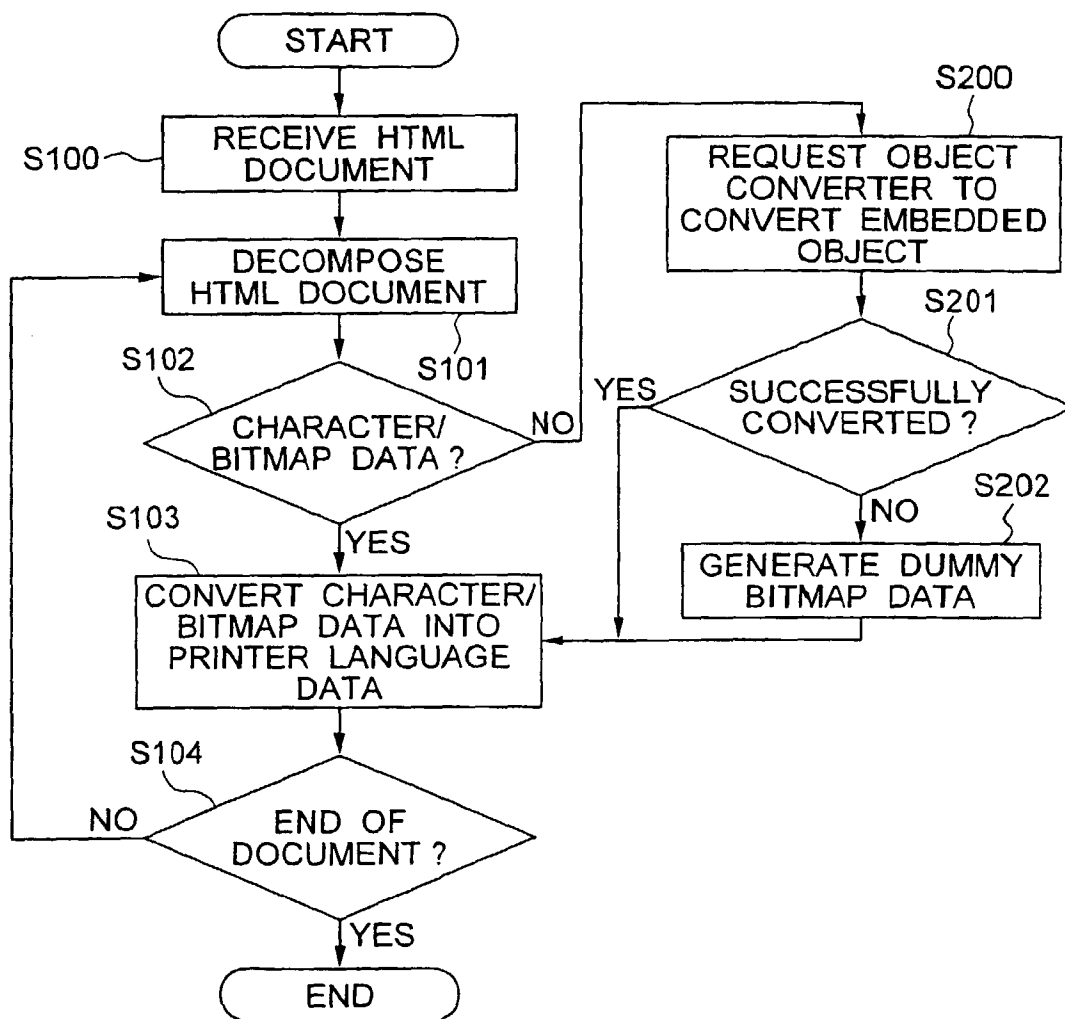 START
S100
RECEIVE HTML
DOCUMENT
DECOMPOSE
HTML DOCUMENT
S101
S102
CHARACTER/
BITMAP DATA ?
NO
YES
S103
CONVERT CHARACTER/
BITMAP DATA INTO
PRINTER LANGUAGE
DATA
S104
NO
END OF
DOCUMENT ?
YES
END
S200
REQUEST OBJECT
CONVERTER TO
CONVERT EMBEDDED
OBJECT
S201
YES
SUCCESSFULLY
CONVERTED ?
NO
S202
GENERATE DUMMY
BITMAP DATA